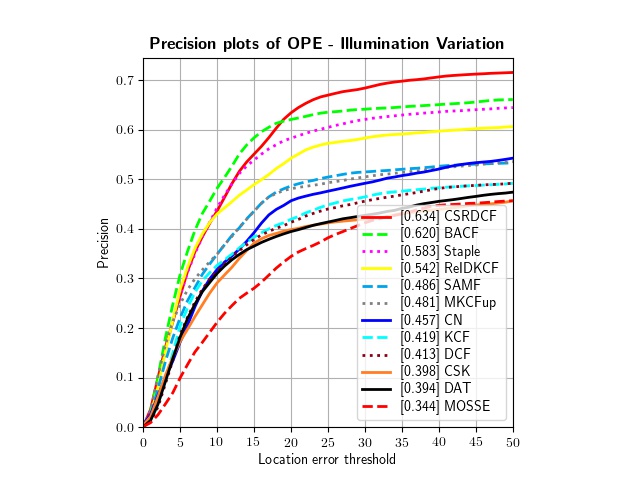 Precision plots of OPE - Illumination Variation
0.7
0.6
0.5
0.4
0.3
0.2
0.1
0.0
Precision
[0.634] CSRDCF
[0.620] BACF
[0.583] Staple
[0.542] RelDKCF
[0.486] SAMF
[0.481] MKCFup
[0.457] CN
[0.419] KCF
[0.413] DCF
[0.398] CSK
[0.394] DAT
[0.344] MOSSE
0 5 10 15 20 25 30 35 40 45 50
Location error threshold